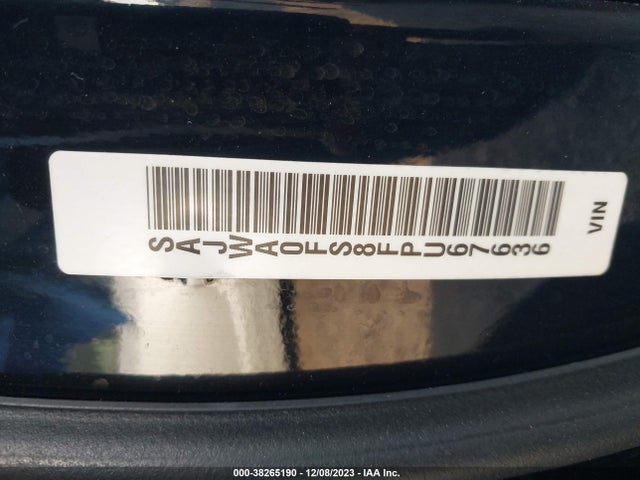 SAJWA0FS8FPU67636
VIN
000-38265190 - 12/08/2023 - IAA Inc.